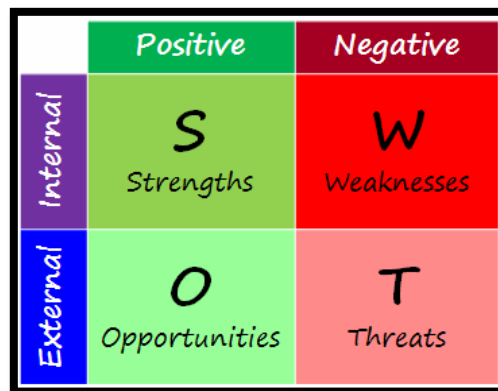 Positive Negative
Internal
S W
Strengths Weaknesses
External
O T
Opportunities Threats